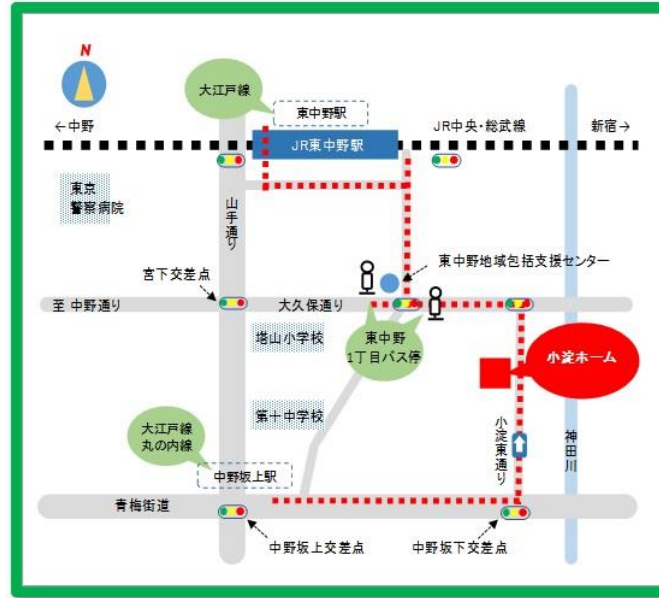 N
大江戸線
東中野駅
←中野
JR東中野駅
JR中央・総武線
新宿→
東京
警察病院
山手通り
東中野地域包括支援センター
宮下交差点
至 中野通り
大久保通り
塔山小学校
東中野
1丁目バス停
小淀ホーム
第十中学校
大江戸線
丸の内線
小淀東通り
神田川
中野坂上駅
青梅街道
中野坂上交差点
中野坂下交差点